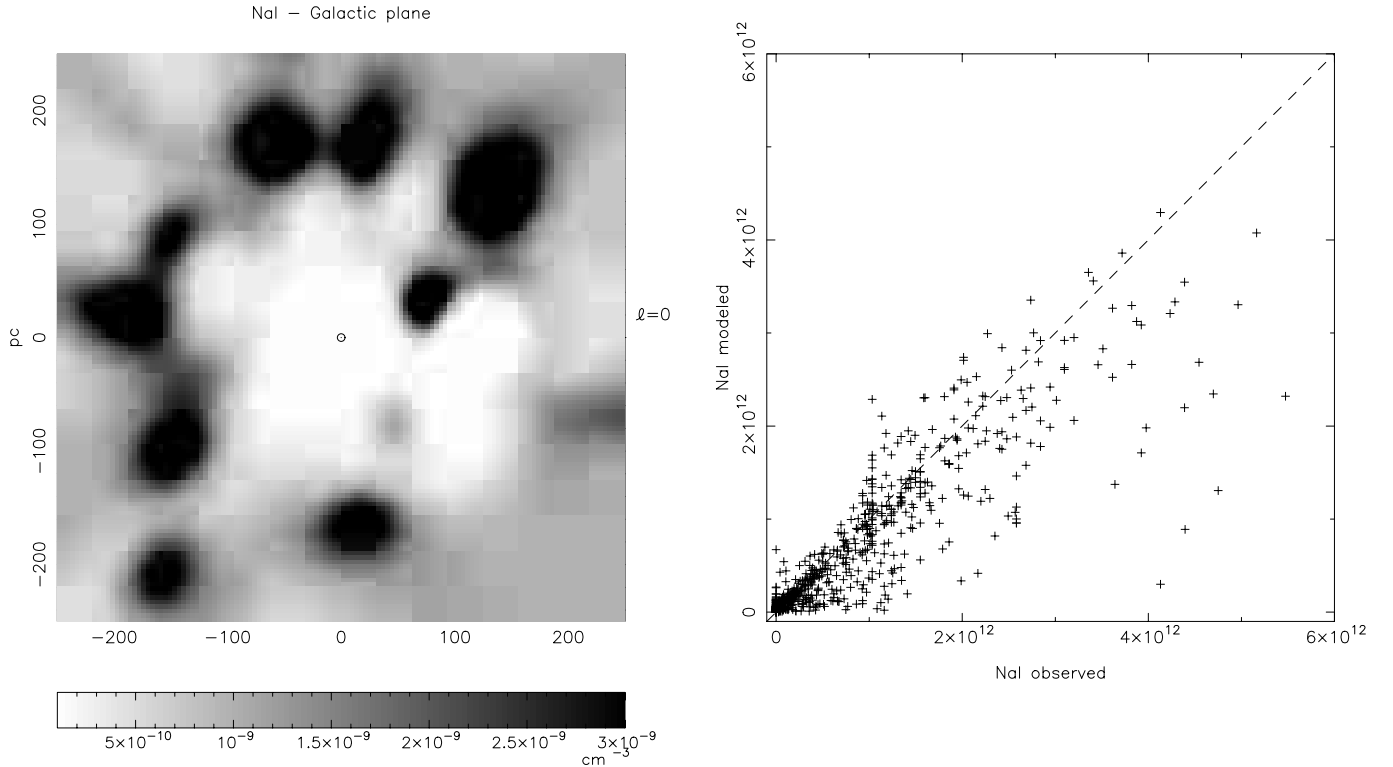 NaI − Galactic plane
200
100
0
−100
−200
pc
−200 −100 0 100 200
ℓ=0
5×10⁻¹⁰ 10⁻⁹ 1.5×10⁻⁹ 2×10⁻⁹ 2.5×10⁻⁹ 3×10⁻⁹
cm⁻³
6×10¹²
4×10¹²
2×10¹²
0
NaI modeled
0 2×10¹² 4×10¹² 6×10¹²
NaI observed